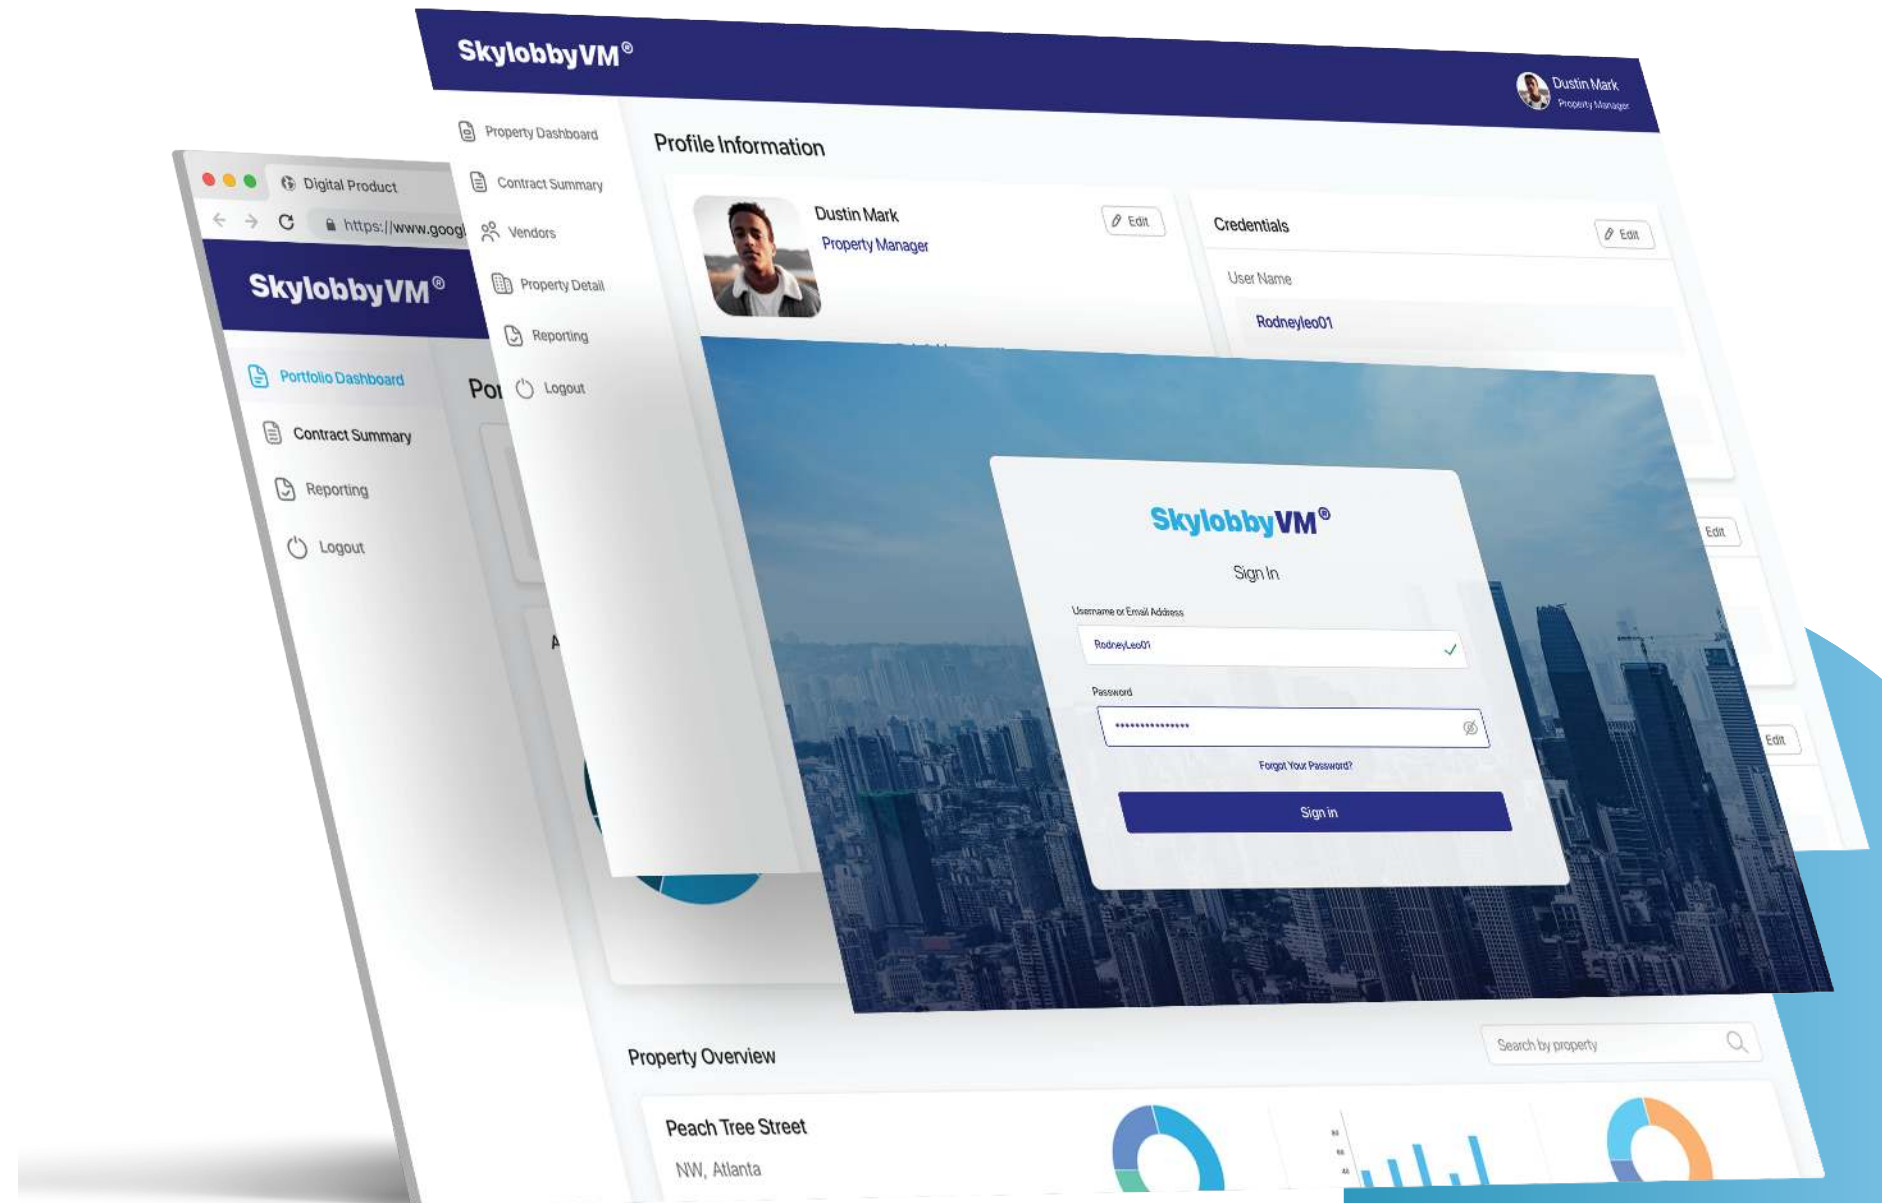 SkylobbyVM®
Dustin Mark
Property Manager
Property Dashboard
Contract Summary
Vendors
Property Detail
Reporting
Logout
Profile Information
Dustin Mark
Property Manager
Edit
Credentials
Edit
User Name
Rodneyleo01
Edit
Edit
Digital Product
https://www.goog
SkylobbyVM®
Portfolio Dashboard
Contract Summary
Reporting
Logout
Por
A
SkylobbyVM®
Sign In
Username or Email Address
RodneyLeo01
Password
Forgot Your Password?
Sign in
Property Overview
Search by property
Peach Tree Street
NW, Atlanta